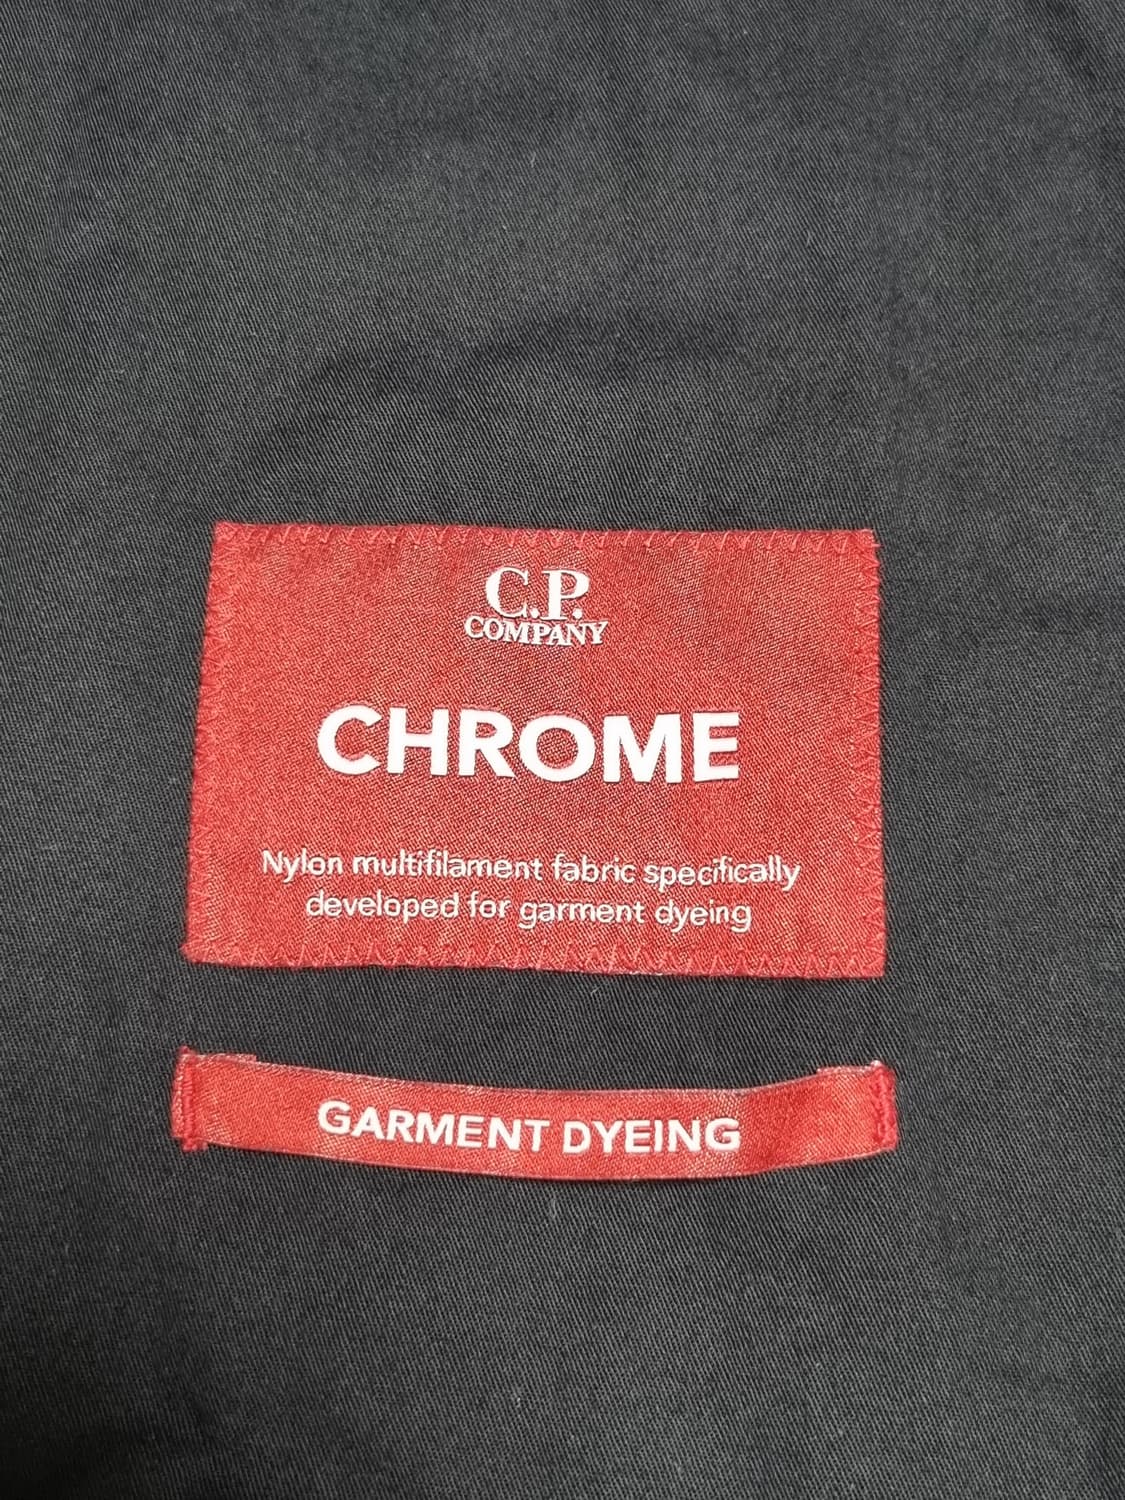 C.P.
COMPANY
CHROME
Nylon multifilament fabric specifically
developed for garment dyeing
GARMENT DYEING